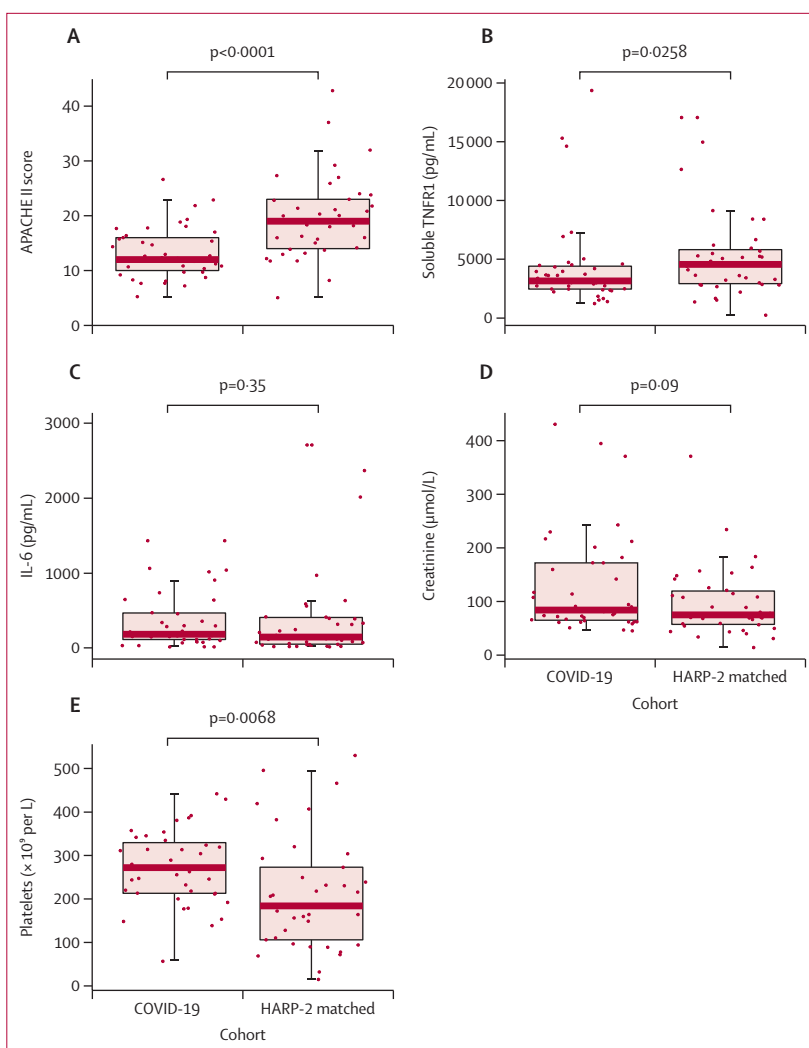 A
p<0·0001
APACHE II score
40
30
20
10
0
B
p=0·0258
Soluble TNFR1 (pg/mL)
20 000
15 000
10 000
5000
0
C
p=0·35
IL-6 (pg/mL)
3000
2000
1000
0
D
p=0·09
Creatinine (μmol/L)
400
300
200
100
0
COVID-19 HARP-2 matched
Cohort
E
p=0·0068
Platelets (× 10⁹ per L)
500
400
300
200
100
0
COVID-19 HARP-2 matched
Cohort